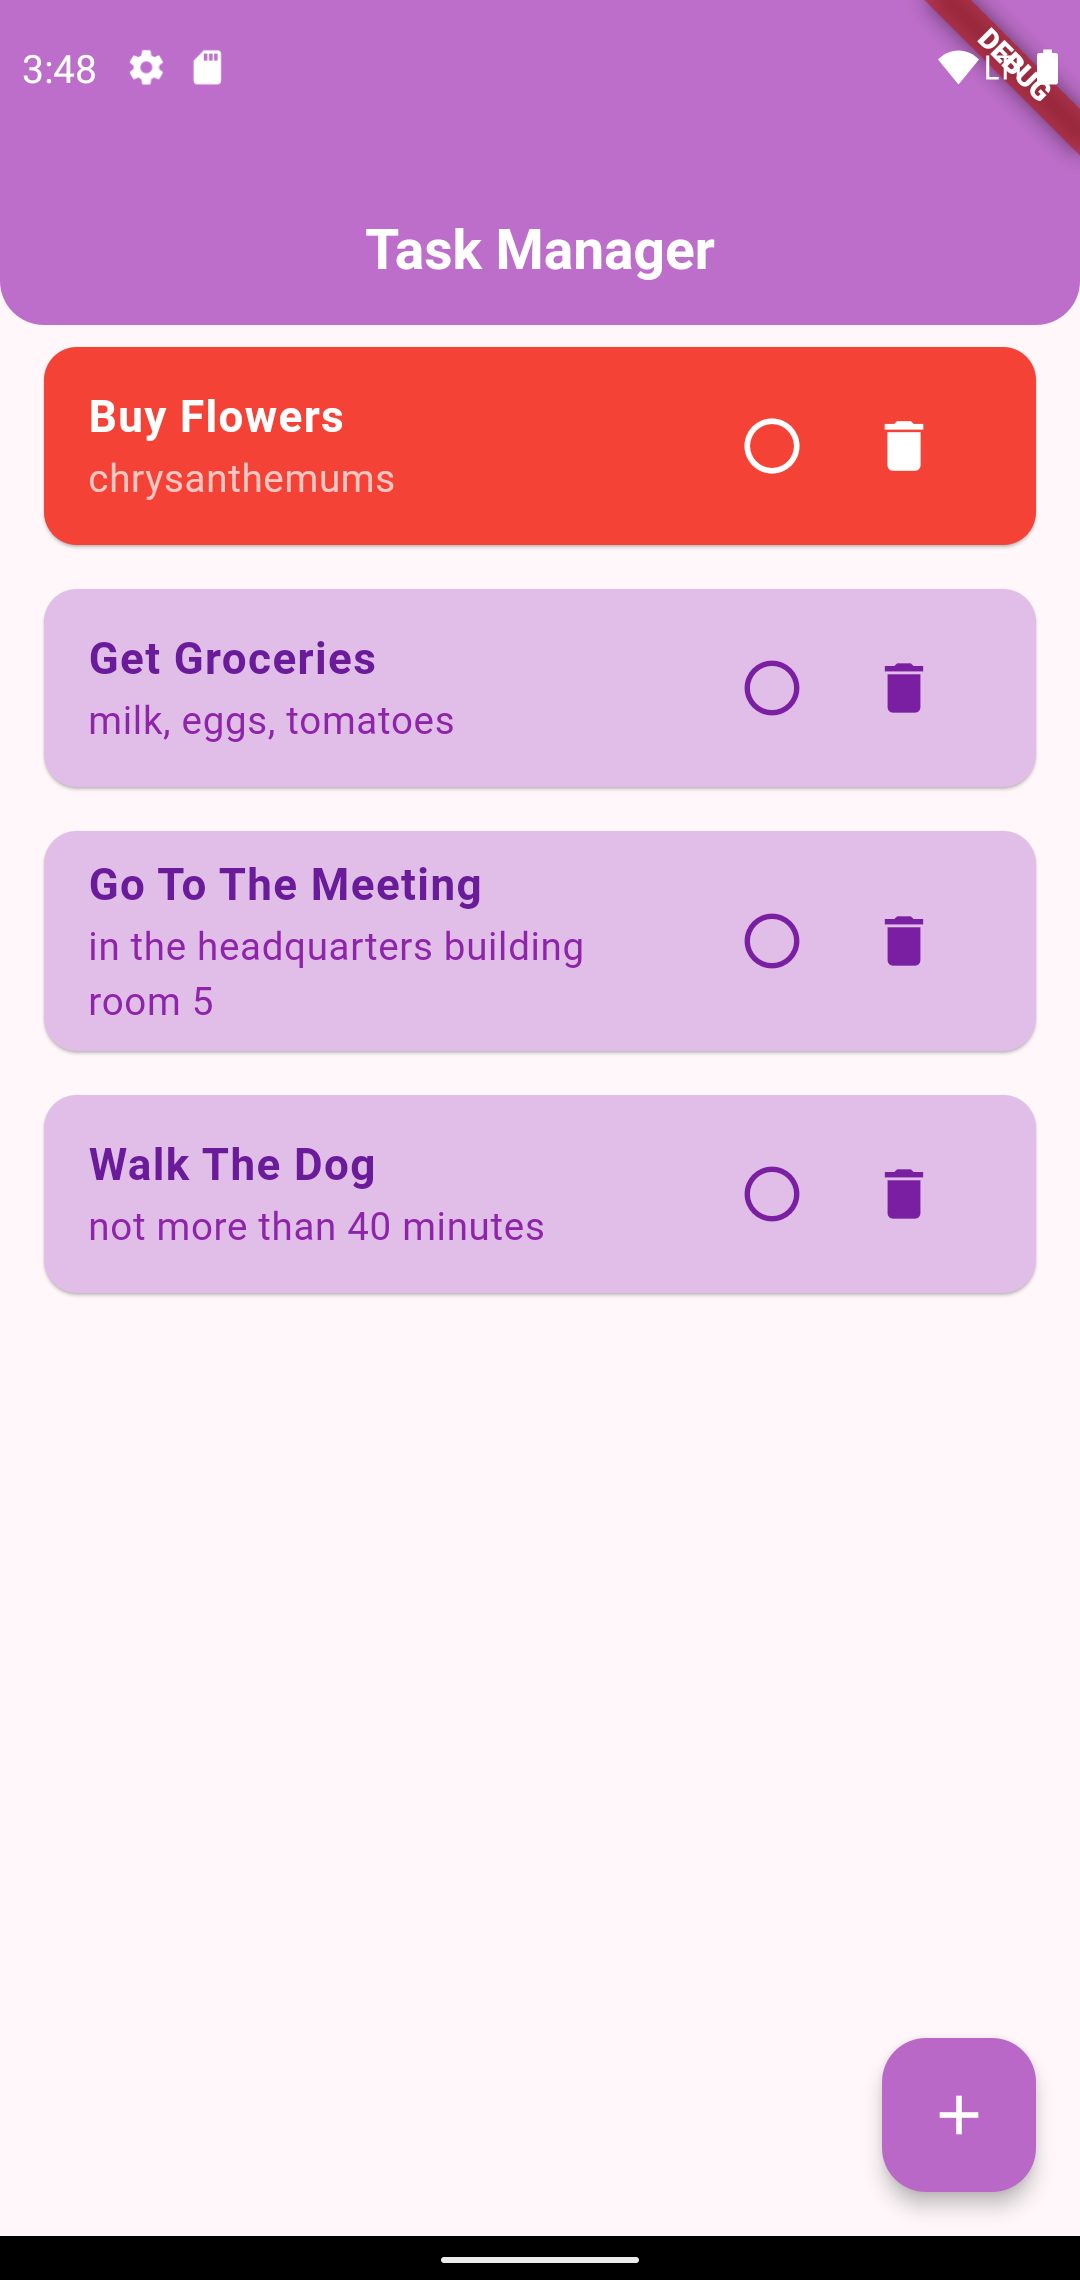 3:48
DEBUG
Task Manager
Buy Flowers
chrysanthemums
Get Groceries
milk, eggs, tomatoes
Go To The Meeting
in the headquarters building
room 5
Walk The Dog
not more than 40 minutes